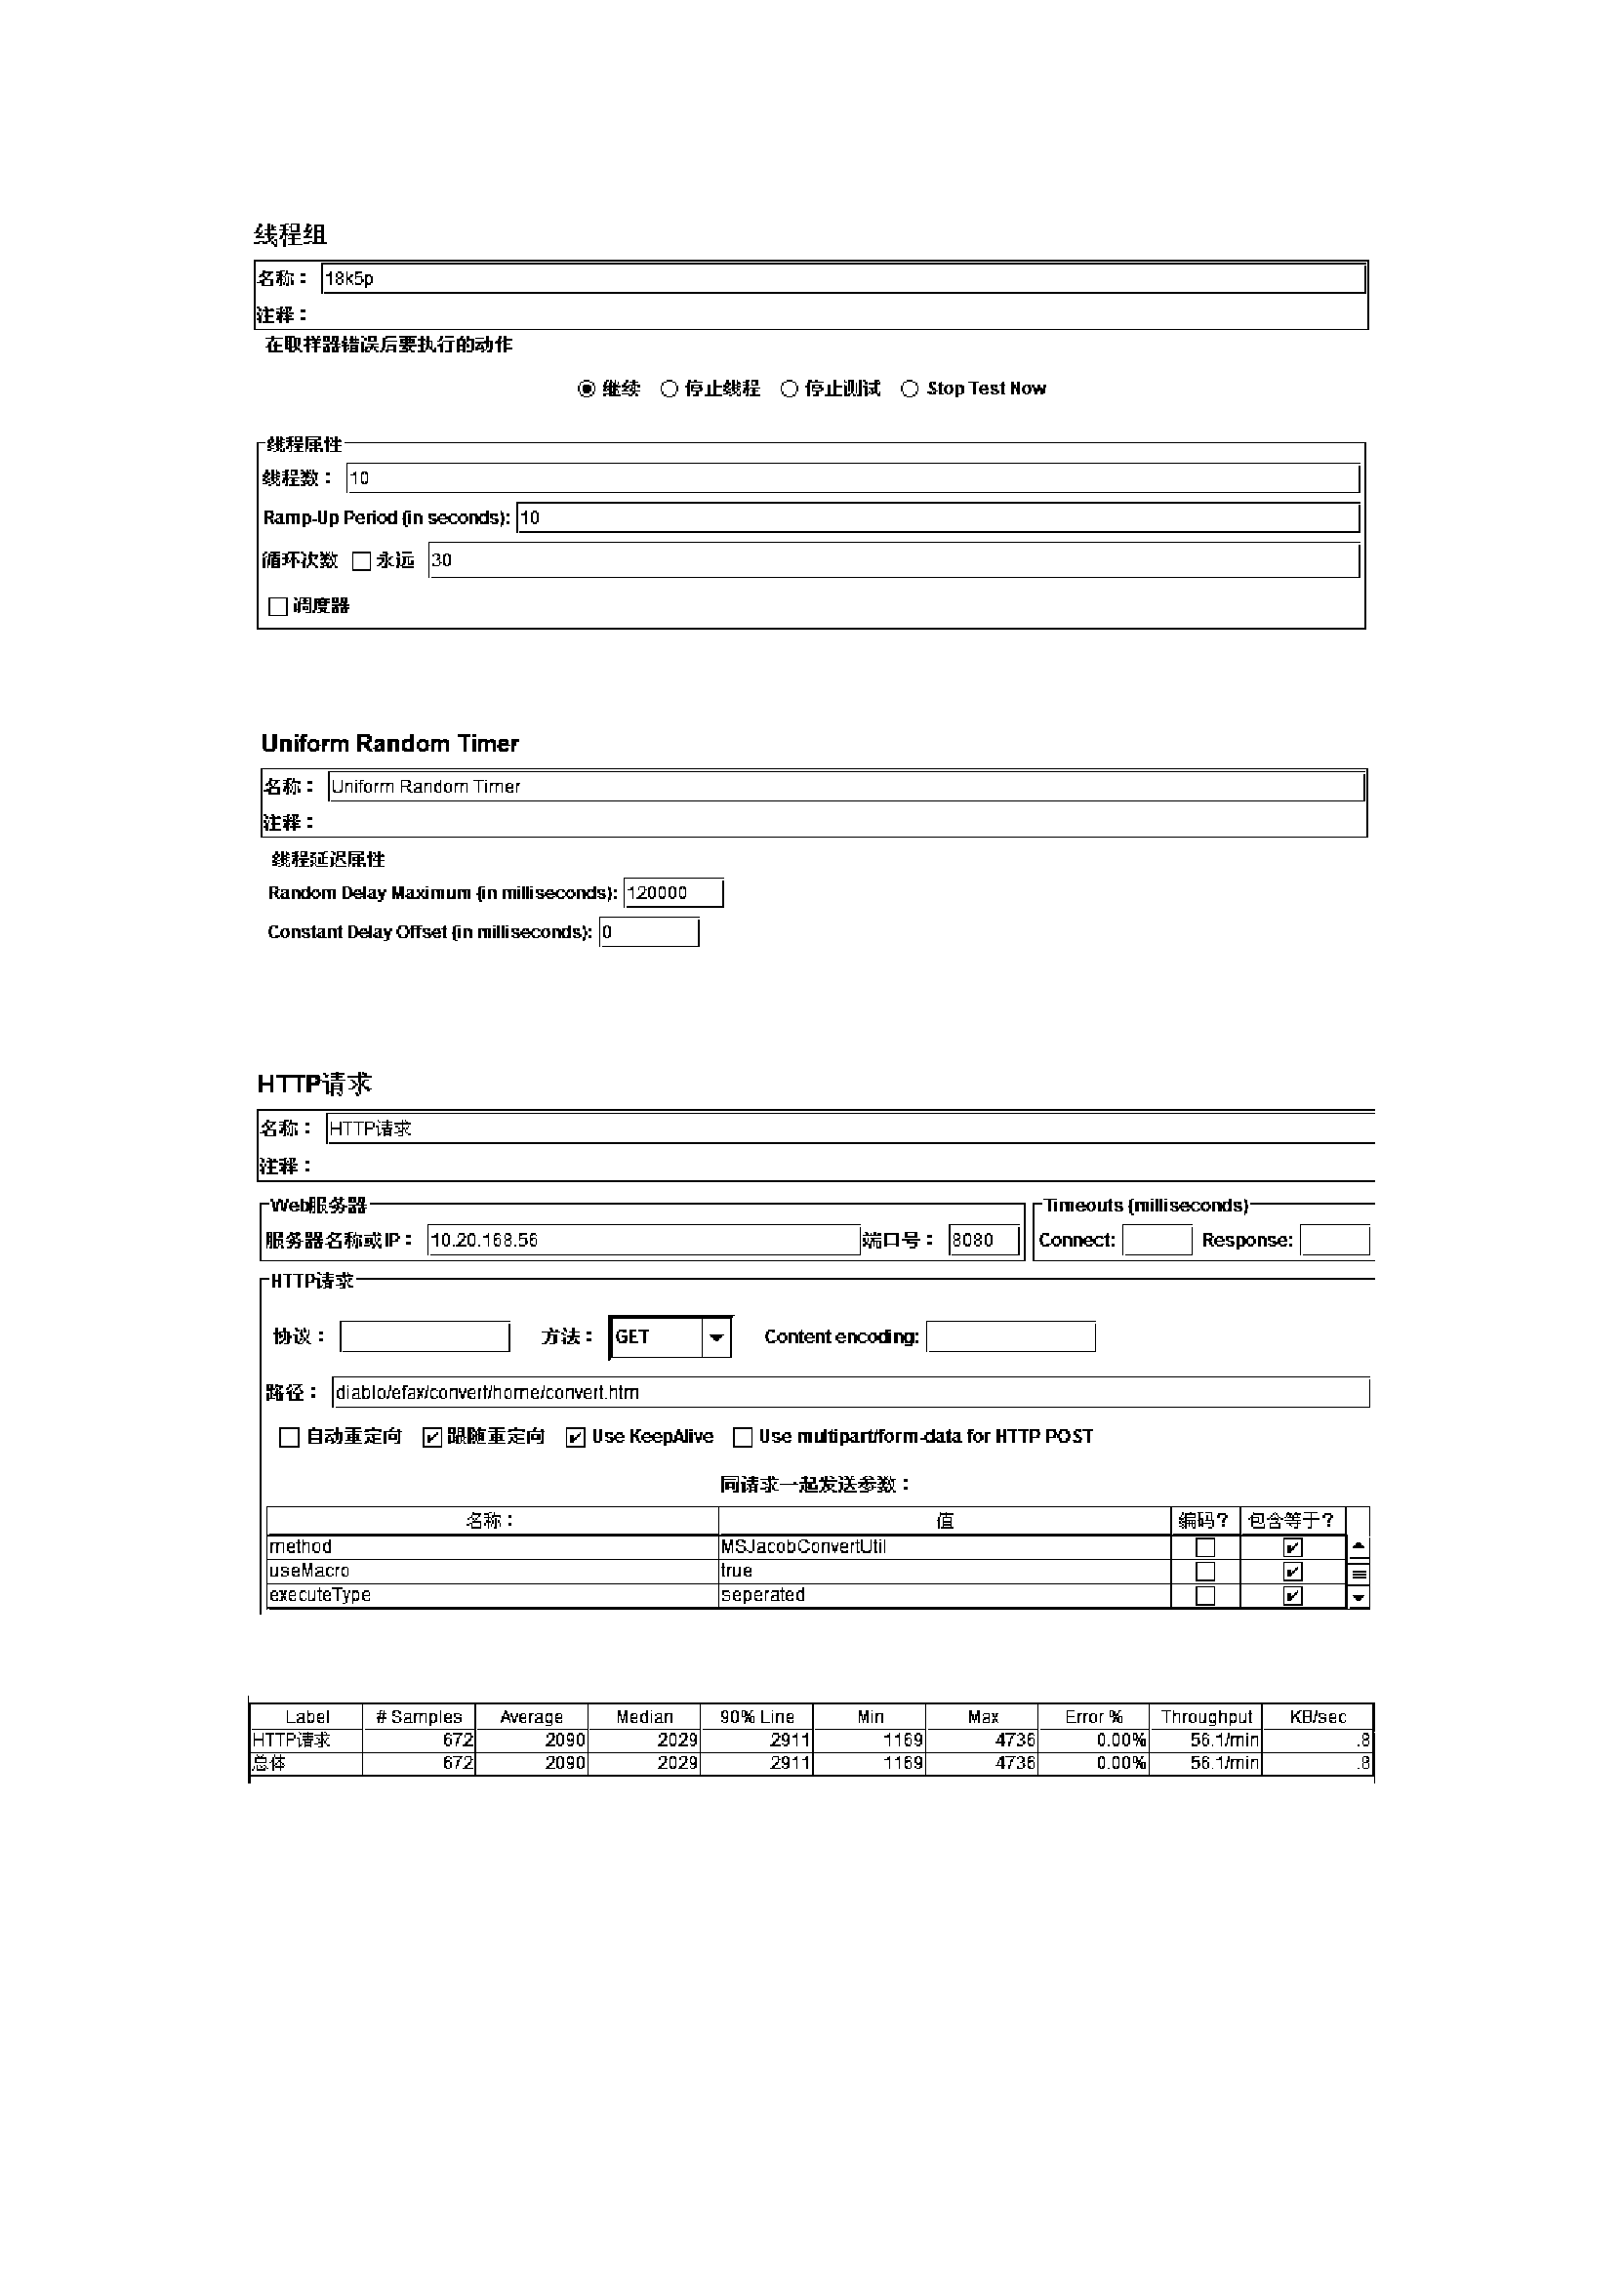 线程组
名称： 18k5p
注释：
在取样器错误后要执行的动作
继续 停止线程 停止测试 Stop Test Now
线程属性
线程数： 10
Ramp-Up Period (in seconds): 10
循环次数 永远 30
调度器
Uniform Random Timer
名称： Uniform Random Timer
注释：
线程延迟属性
Random Delay Maximum (in milliseconds): 120000
Constant Delay Offset (in milliseconds): 0
HTTP请求
名称： HTTP请求
注释：
Web服务器 Timeouts (milliseconds)
服务器名称或IP： 10.20.168.56 端口号： 8080 Connect: Response:
HTTP请求
协议： 方法： GET Content encoding:
路径： diablo/efax/convert/home/convert.htm
自动重定向 跟随重定向 Use KeepAlive Use multipart/form-data for HTTP POST
同请求一起发送参数：
名称： 值 编码? 包含等于?
method MSJacobConvertUtil
useMacro true
executeType seperated
Label # Samples Average Median 90% Line Min Max Error % Throughput KB/sec
HTTP请求 672 2090 2029 2911 1169 4736 0.00% 56.1/min .8
总体 672 2090 2029 2911 1169 4736 0.00% 56.1/min .8